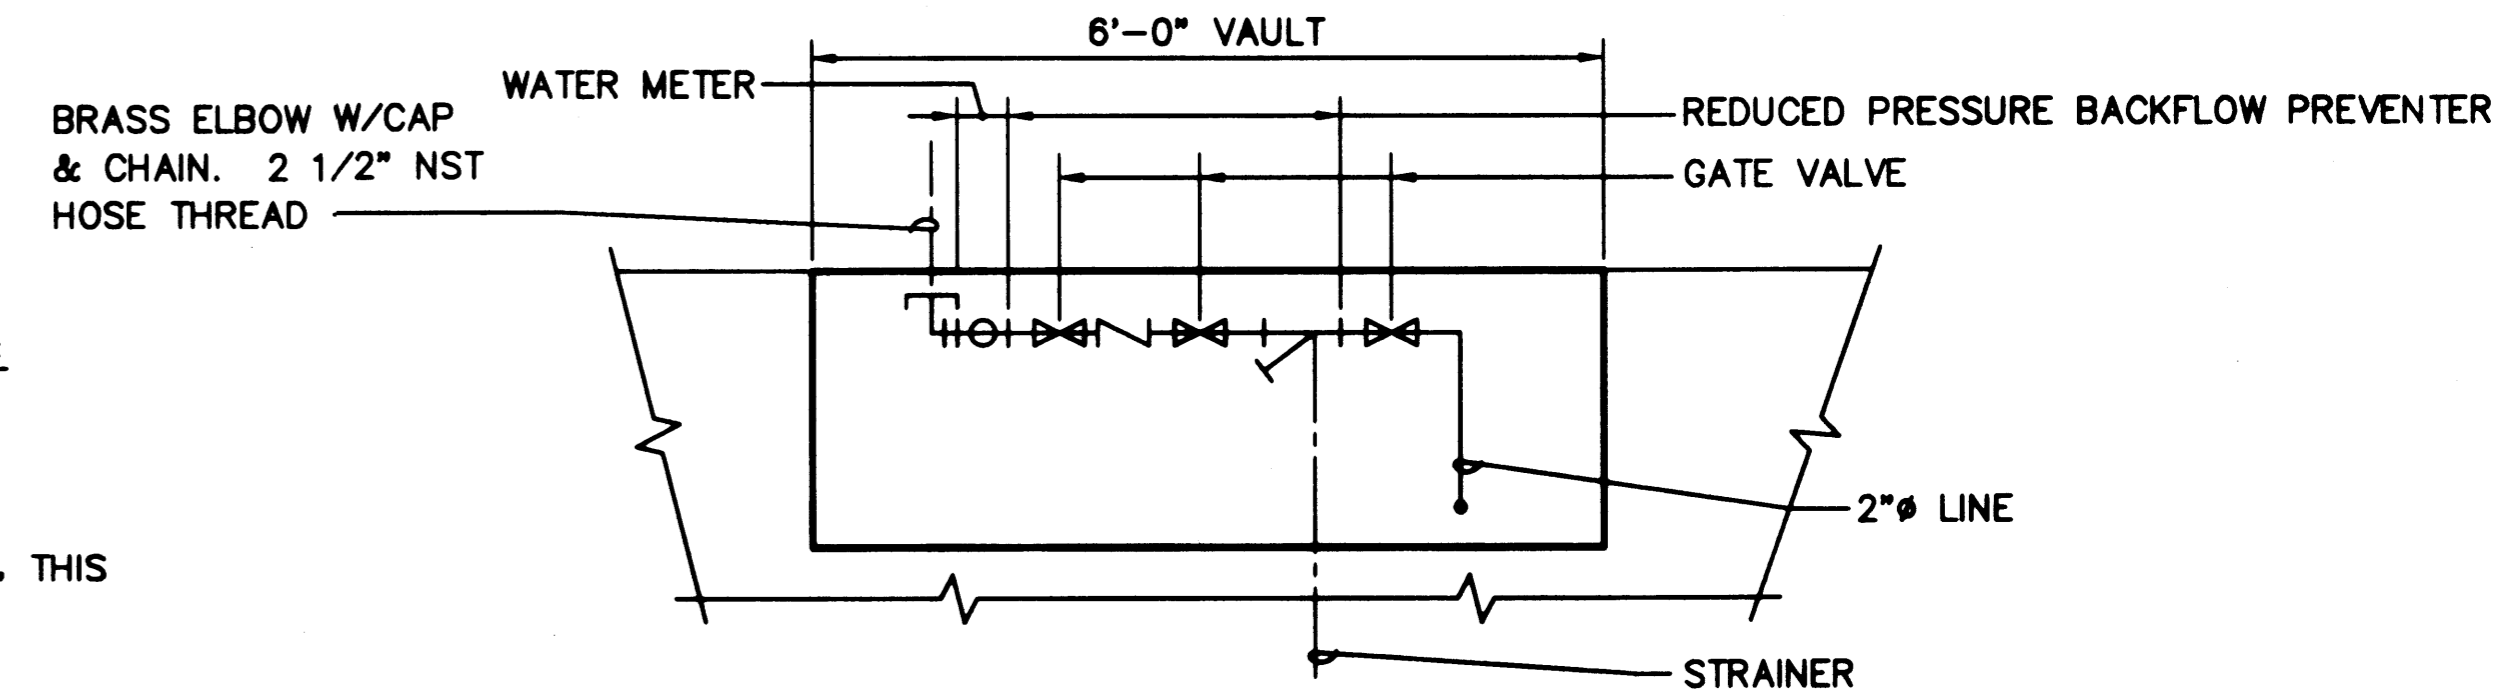 6'-0" VAULT
WATER METER
BRASS ELBOW W/CAP
& CHAIN. 2 1/2" NST
HOSE THREAD
REDUCED PRESSURE BACKFLOW PREVENTER
GATE VALVE
2"ø LINE
, THIS
STRAINER